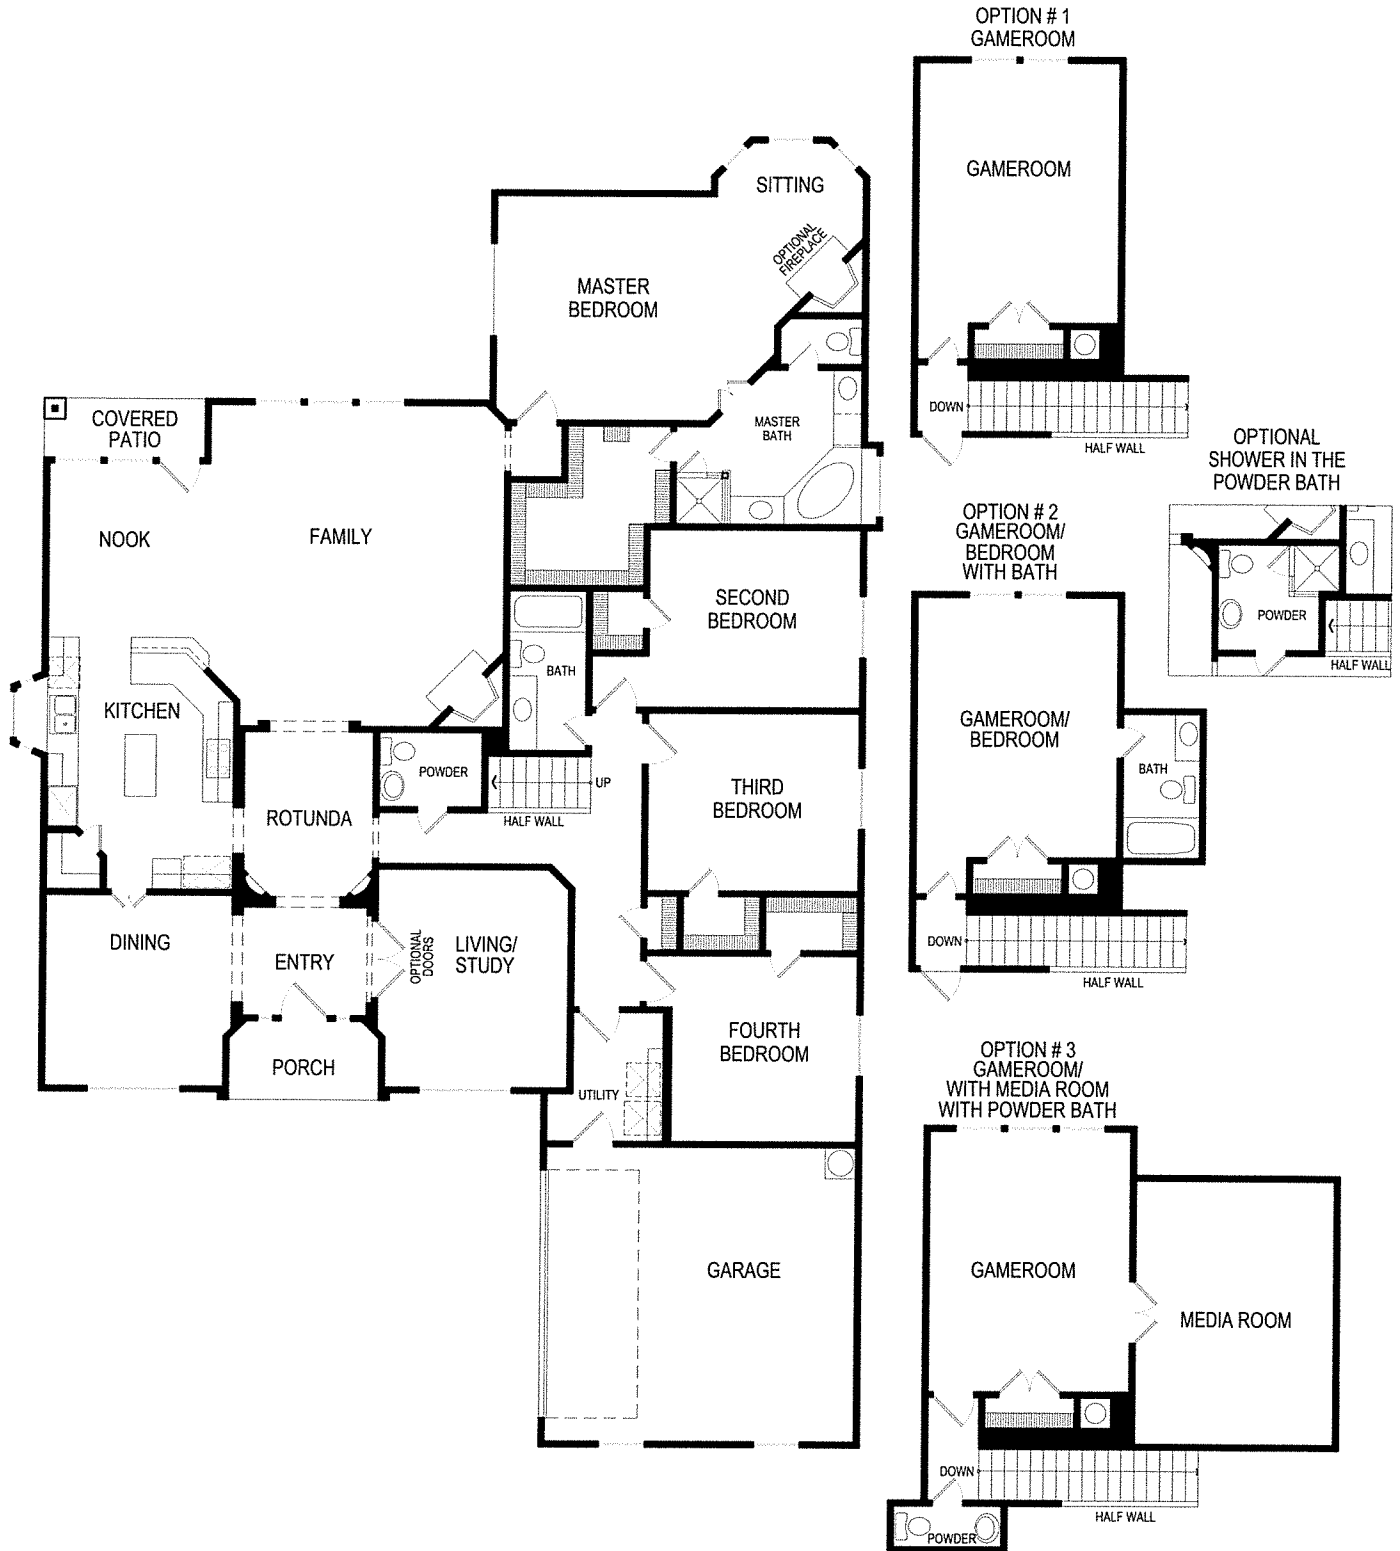 OPTION # 1
GAMEROOM
GAMEROOM
DOWN
HALF WALL
SITTING
OPTIONAL
FIREPLACE
MASTER
BEDROOM
MASTER
BATH
COVERED
PATIO
NOOK
FAMILY
SECOND
BEDROOM
BATH
KITCHEN
POWDER
UP
HALF WALL
ROTUNDA
THIRD
BEDROOM
DINING
ENTRY
OPTIONAL
DOORS
LIVING/
STUDY
PORCH
FOURTH
BEDROOM
UTILITY
GARAGE
OPTIONAL
SHOWER IN THE
POWDER BATH
POWDER
HALF WALL
OPTION # 2
GAMEROOM/
BEDROOM
WITH BATH
GAMEROOM/
BEDROOM
BATH
DOWN
HALF WALL
OPTION # 3
GAMEROOM/
WITH MEDIA ROOM
WITH POWDER BATH
GAMEROOM
MEDIA ROOM
DOWN
HALF WALL
POWDER